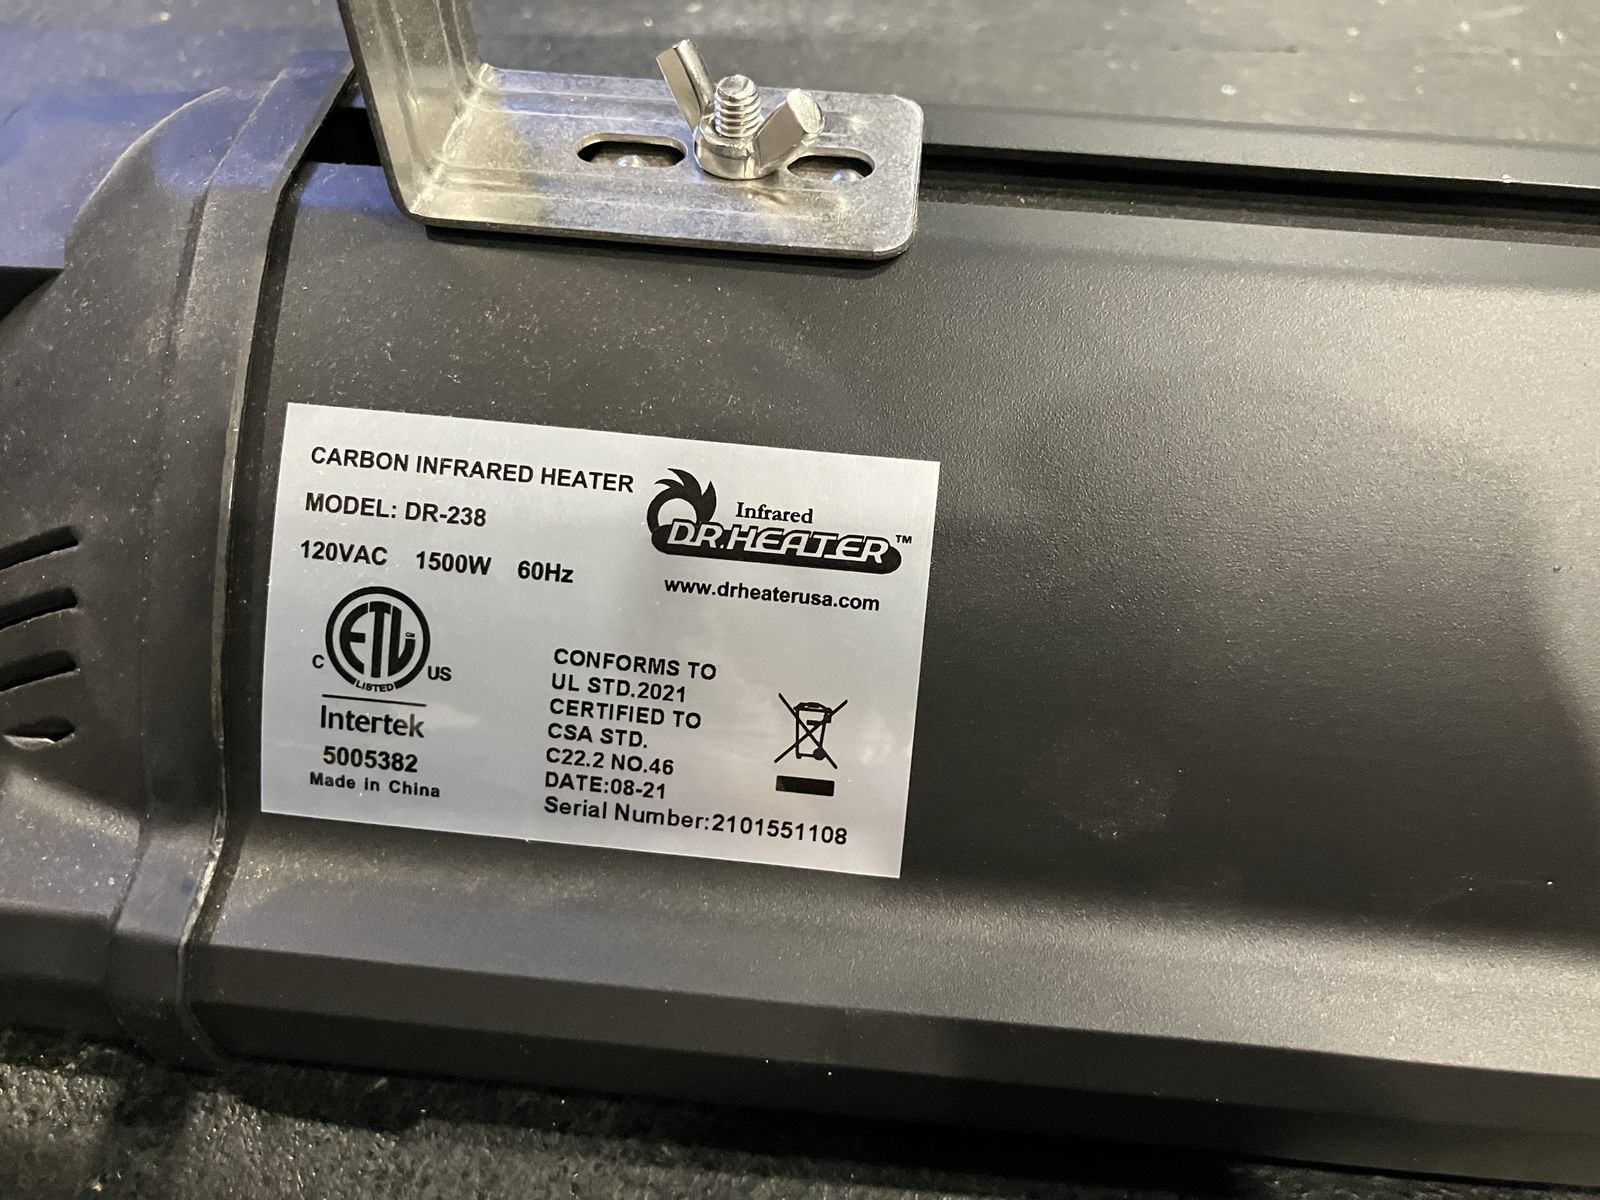 CARBON INFRARED HEATER
MODEL: DR-238
120VAC 1500W 60Hz
Infrared
DR.HEATER™
www.drheaterusa.com
C ETL CM US
LISTED
Intertek
5005382
Made in China
CONFORMS TO
UL STD.2021
CERTIFIED TO
CSA STD.
C22.2 NO.46
DATE:08-21
Serial Number:2101551108